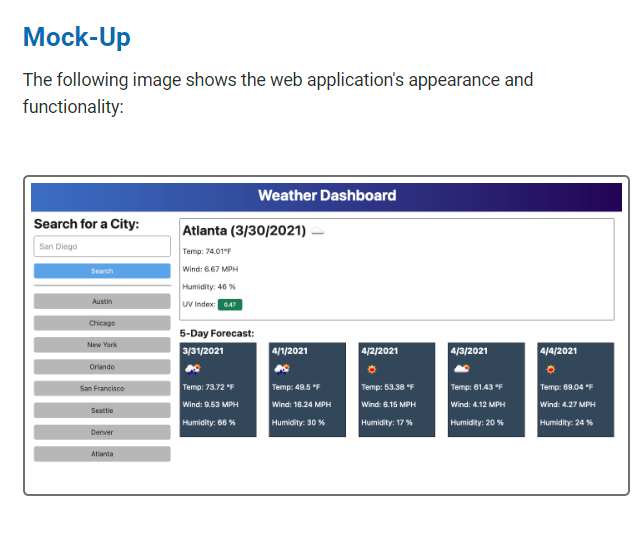 Mock-Up
The following image shows the web application's appearance and
functionality:
Weather Dashboard
Search for a City:
San Diego
Search
Austin
Chicago
New York
Orlando
San Francisco
Seattle
Denver
Atlanta
Atlanta (3/30/2021)
Temp: 74.01°F
Wind: 6.67 MPH
Humidity: 46 %
UV Index: 0.47
5-Day Forecast:
3/31/2021
Temp: 73.72 °F
Wind: 9.53 MPH
Humidity: 66 %
4/1/2021
Temp: 49.5 °F
Wind: 16.24 MPH
Humidity: 30 %
4/2/2021
Temp: 53.38 °F
Wind: 6.15 MPH
Humidity: 17 %
4/3/2021
Temp: 61.43 °F
Wind: 4.12 MPH
Humidity: 20 %
4/4/2021
Temp: 69.04 °F
Wind: 4.27 MPH
Humidity: 24 %